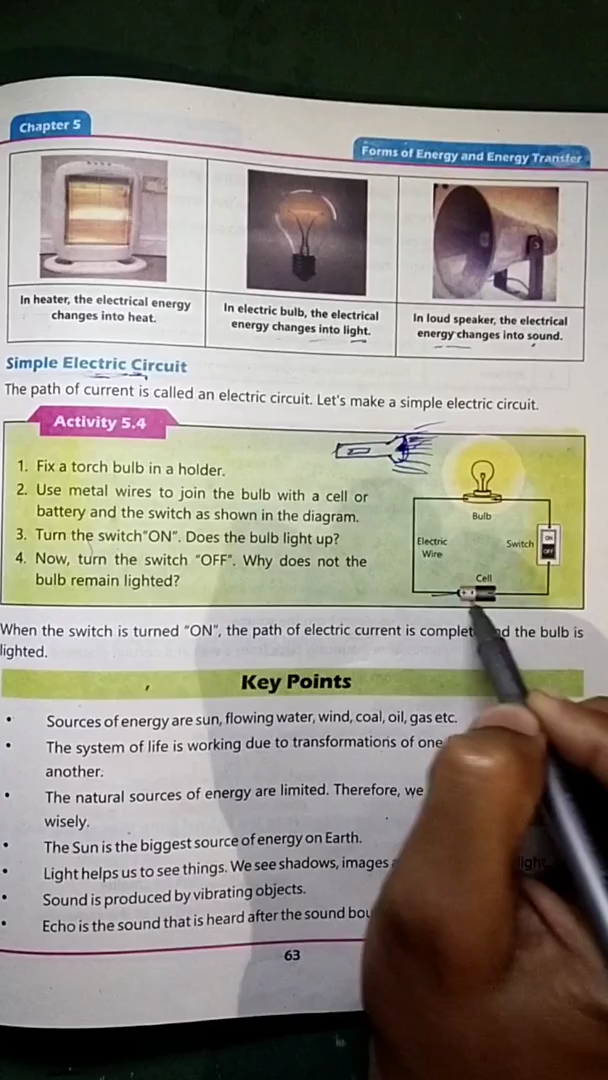 Chapter 5
Forms of Energy and Energy Transfer
In heater, the electrical energy
changes into heat.
In electric bulb, the electrical
energy changes into light.
In loud speaker, the electrical
energy changes into sound.
Simple Electric Circuit
The path of current is called an electric circuit. Let's make a simple electric circuit.
Activity 5.4
1. Fix a torch bulb in a holder.
2. Use metal wires to join the bulb with a cell or
battery and the switch as shown in the diagram.
3. Turn the switch"ON". Does the bulb light up?
4. Now, turn the switch "OFF". Why does not the
bulb remain lighted?
Bulb
Electric
Wire
Switch
ON
OFF
Cell
When the switch is turned "ON", the path of electric current is complet nd the bulb is
lighted.
Key Points
• Sources of energy are sun, flowing water, wind, coal, oil, gas etc.
• The system of life is working due to transformations of one
another.
• The natural sources of energy are limited. Therefore, we
wisely.
• The Sun is the biggest source of energy on Earth.
• Light helps us to see things. We see shadows, images light.
• Sound is produced by vibrating objects.
• Echo is the sound that is heard after the sound bou
63